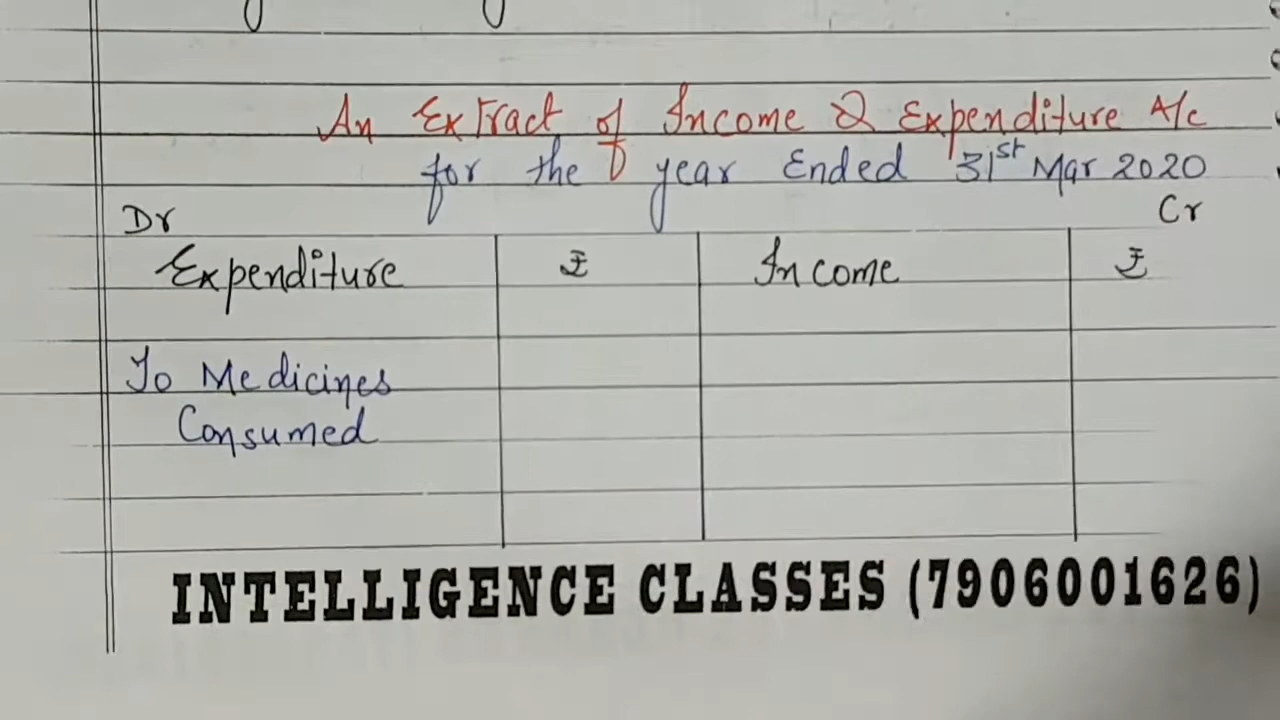 An Extract of Income & Expenditure A/c
for the year Ended 31st Mar 2020
Dr Cr
Expenditure ₹ Income ₹
To Medicines
Consumed
INTELLIGENCE CLASSES (7906001626)